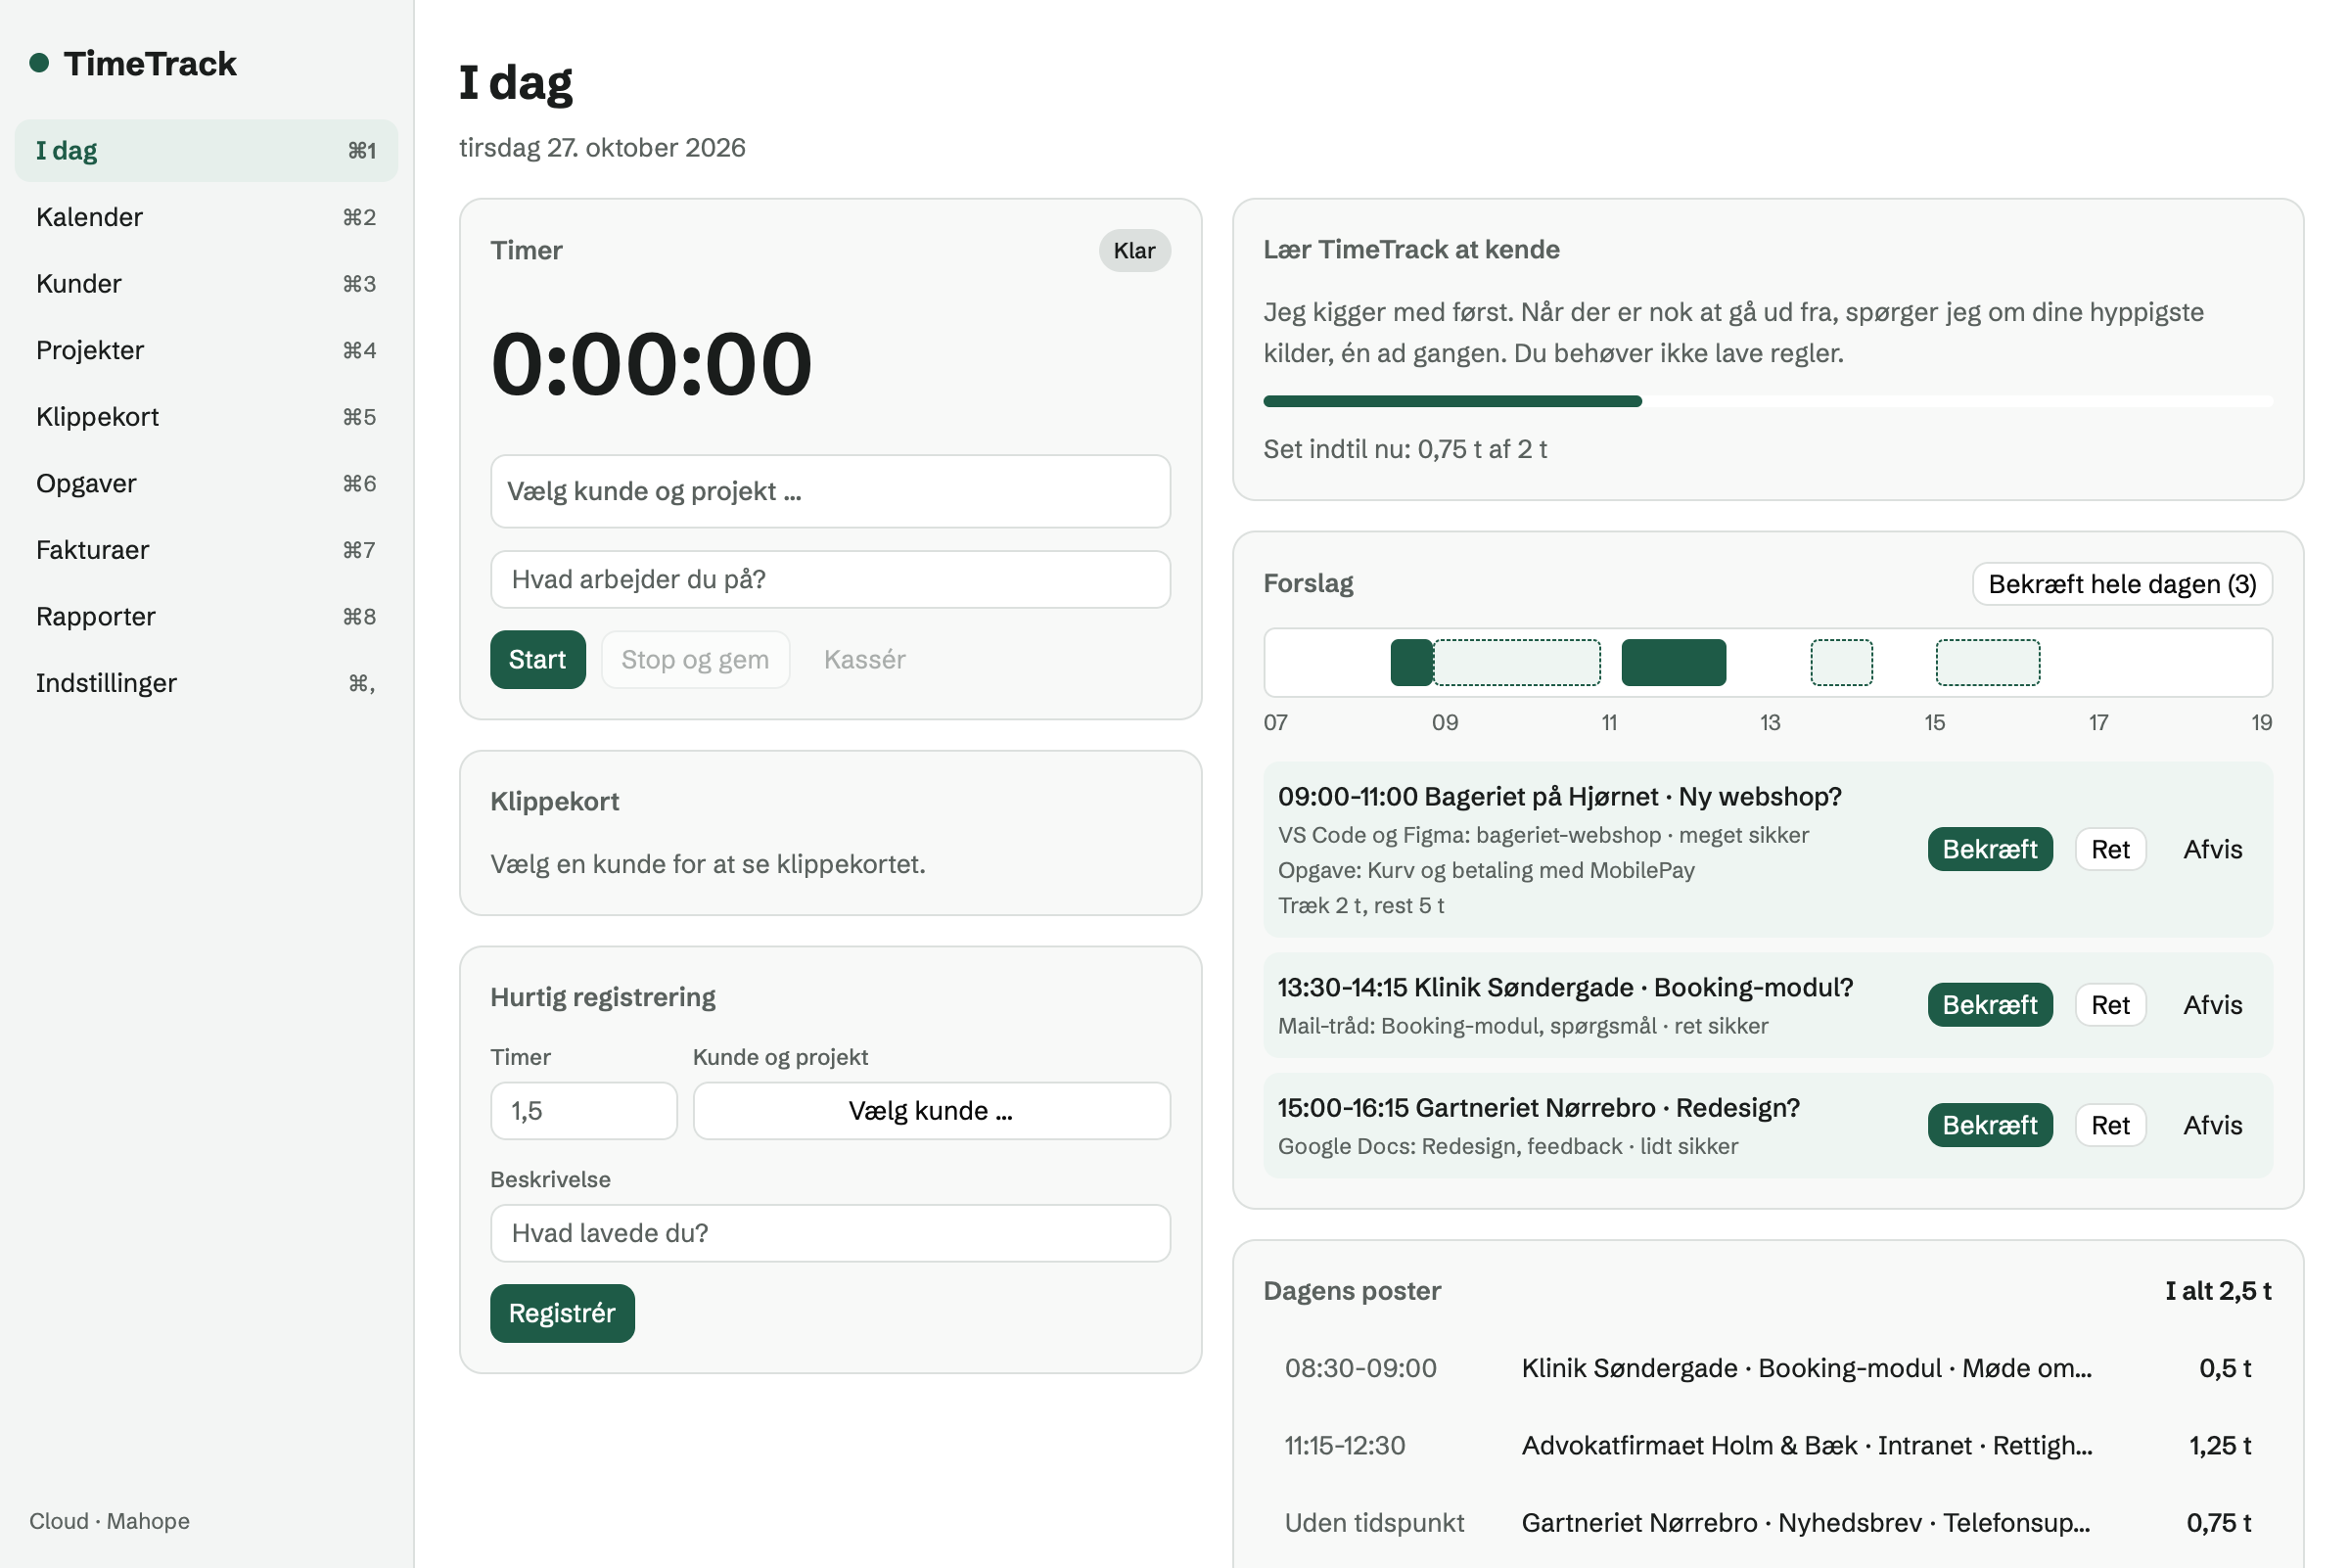 TimeTrack
I dag ⌘1
Kalender ⌘2
Kunder ⌘3
Projekter ⌘4
Klippekort ⌘5
Opgaver ⌘6
Fakturaer ⌘7
Rapporter ⌘8
Indstillinger ⌘,
Cloud · Mahope
I dag
tirsdag 27. oktober 2026
Timer Klar
0:00:00
Vælg kunde og projekt ...
Hvad arbejder du på?
Start Stop og gem Kassér
Klippekort
Vælg en kunde for at se klippekortet.
Hurtig registrering
Timer Kunde og projekt
1,5 Vælg kunde ...
Beskrivelse
Hvad lavede du?
Registrér
Lær TimeTrack at kende
Jeg kigger med først. Når der er nok at gå ud fra, spørger jeg om dine hyppigste
kilder, én ad gangen. Du behøver ikke lave regler.
Set indtil nu: 0,75 t af 2 t
Forslag Bekræft hele dagen (3)
07 09 11 13 15 17 19
09:00-11:00 Bageriet på Hjørnet · Ny webshop?
VS Code og Figma: bageriet-webshop · meget sikker
Opgave: Kurv og betaling med MobilePay
Træk 2 t, rest 5 t
Bekræft Ret Afvis
13:30-14:15 Klinik Søndergade · Booking-modul?
Mail-tråd: Booking-modul, spørgsmål · ret sikker
Bekræft Ret Afvis
15:00-16:15 Gartneriet Nørrebro · Redesign?
Google Docs: Redesign, feedback · lidt sikker
Bekræft Ret Afvis
Dagens poster I alt 2,5 t
08:30-09:00 Klinik Søndergade · Booking-modul · Møde om... 0,5 t
11:15-12:30 Advokatfirmaet Holm & Bæk · Intranet · Rettigh... 1,25 t
Uden tidspunkt Gartneriet Nørrebro · Nyhedsbrev · Telefonsup... 0,75 t